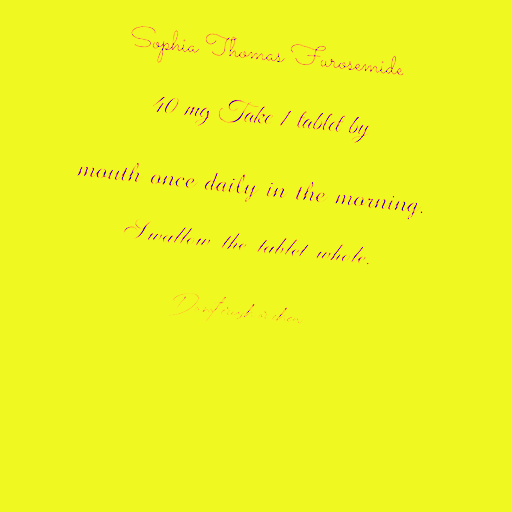 Sophia Thomas Furosemide
40 mg Take 1 tablet by
mouth once daily in the morning.
Swallow the tablet whole.